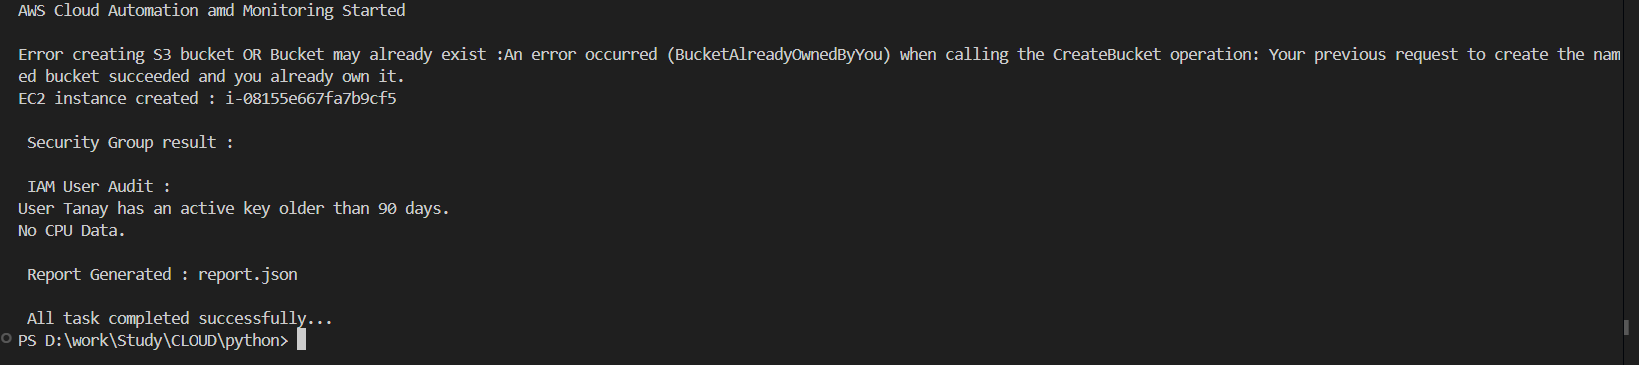 AWS Cloud Automation amd Monitoring Started
Error creating S3 bucket OR Bucket may already exist :An error occurred (BucketAlreadyOwnedByYou) when calling the CreateBucket operation: Your previous request to create the nam
ed bucket succeeded and you already own it.
EC2 instance created : i-08155e667fa7b9cf5
Security Group result :
IAM User Audit :
User Tanay has an active key older than 90 days.
No CPU Data.
Report Generated : report.json
All task completed successfully...
PS D:\work\Study\CLOUD\python>